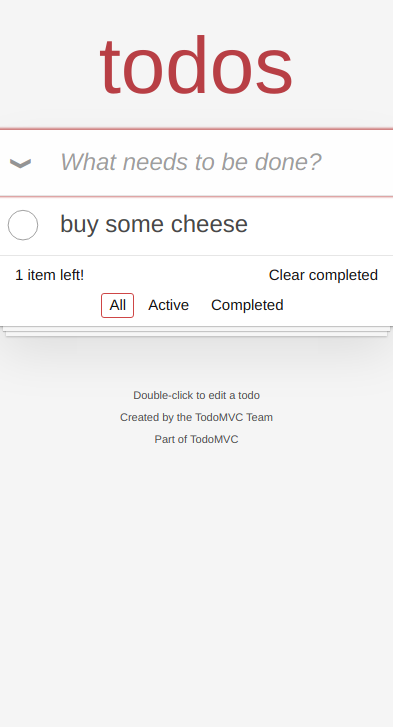 todos
What needs to be done?
buy some cheese
1 item left!
Clear completed
All Active Completed
Double-click to edit a todo
Created by the TodoMVC Team
Part of TodoMVC